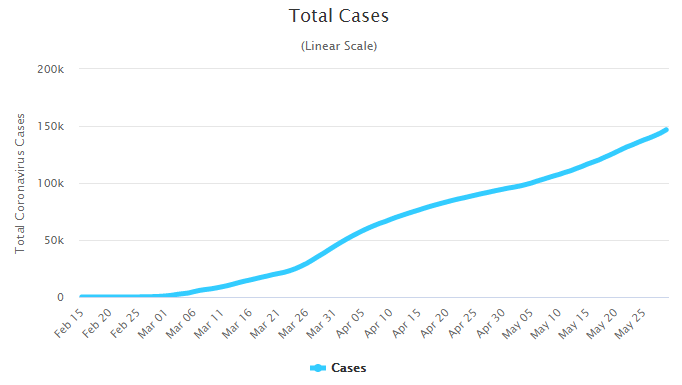 Total Cases
(Linear Scale)
Total Coronavirus Cases
200k
150k
100k
50k
0
Feb 15
Feb 20
Feb 25
Mar 01
Mar 06
Mar 11
Mar 16
Mar 21
Mar 26
Mar 31
Apr 05
Apr 10
Apr 15
Apr 20
Apr 25
Apr 30
May 05
May 10
May 15
May 20
May 25
Cases